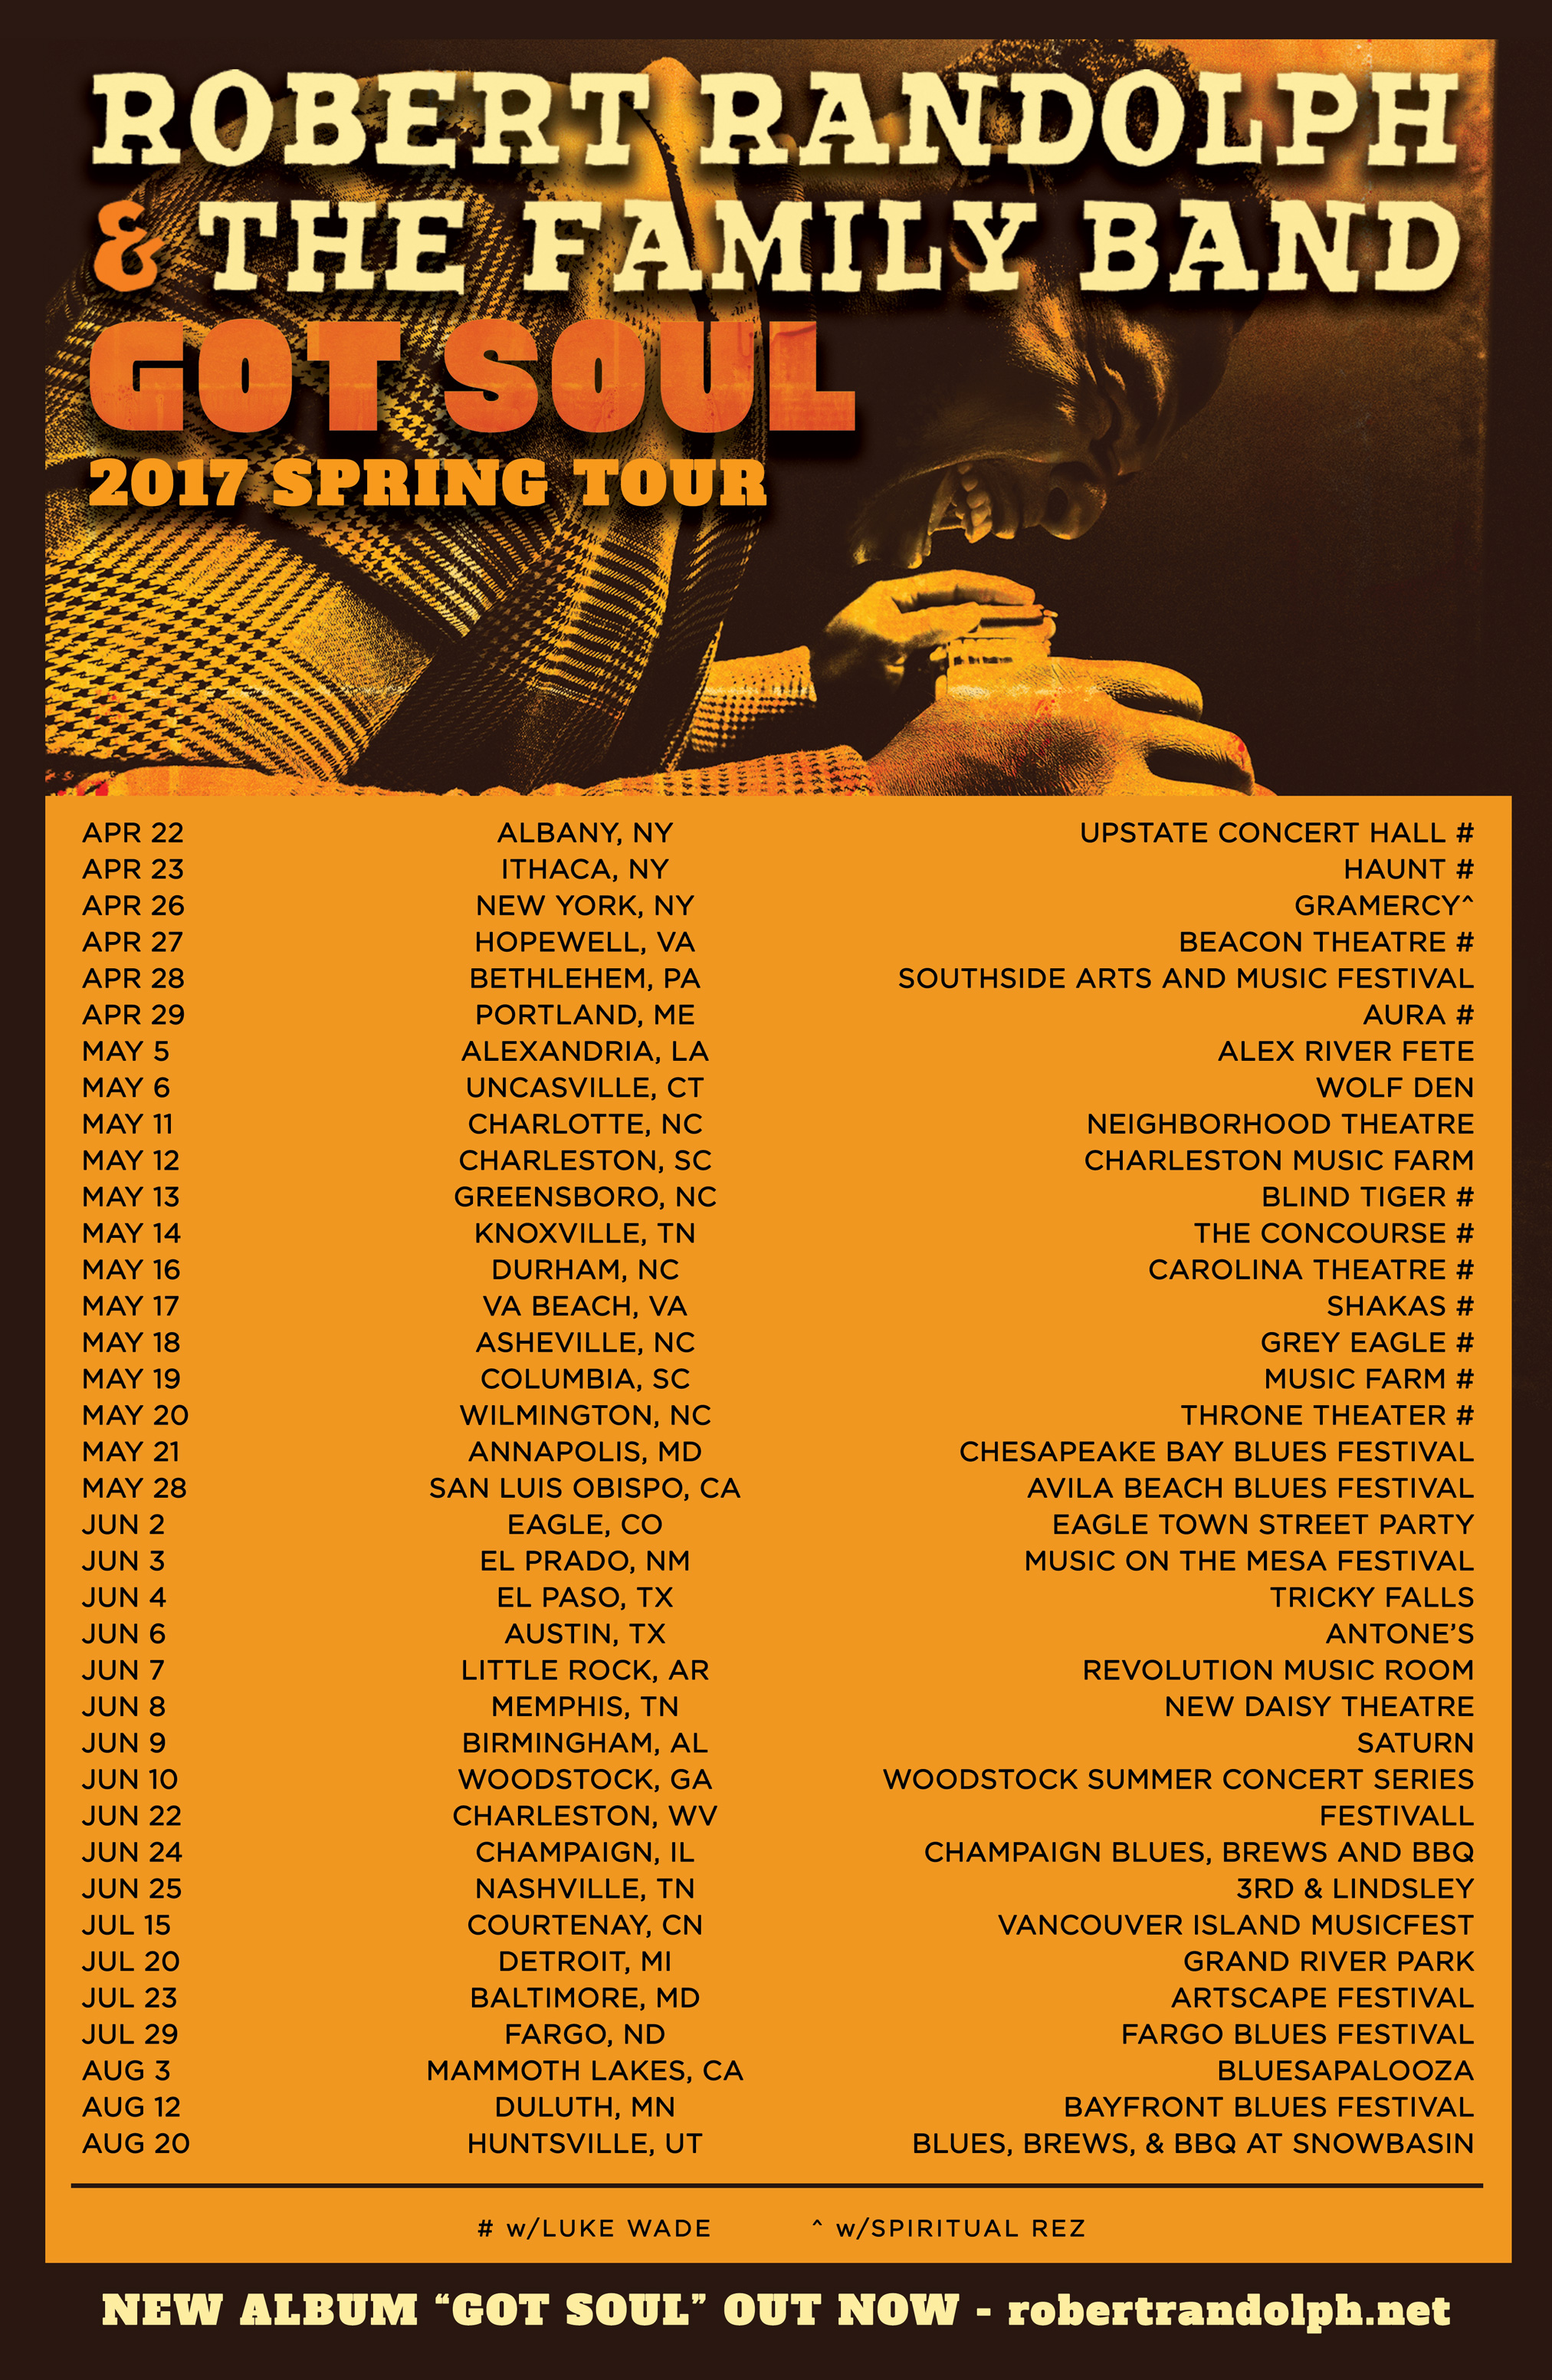 ROBERT RANDOLPH
& THE FAMILY BAND
GOT SOUL
2017 SPRING TOUR
APR 22 ALBANY, NY UPSTATE CONCERT HALL #
APR 23 ITHACA, NY HAUNT #
APR 26 NEW YORK, NY GRAMERCY^
APR 27 HOPEWELL, VA BEACON THEATRE #
APR 28 BETHLEHEM, PA SOUTHSIDE ARTS AND MUSIC FESTIVAL
APR 29 PORTLAND, ME AURA #
MAY 5 ALEXANDRIA, LA ALEX RIVER FETE
MAY 6 UNCASVILLE, CT WOLF DEN
MAY 11 CHARLOTTE, NC NEIGHBORHOOD THEATRE
MAY 12 CHARLESTON, SC CHARLESTON MUSIC FARM
MAY 13 GREENSBORO, NC BLIND TIGER #
MAY 14 KNOXVILLE, TN THE CONCOURSE #
MAY 16 DURHAM, NC CAROLINA THEATRE #
MAY 17 VA BEACH, VA SHAKAS #
MAY 18 ASHEVILLE, NC GREY EAGLE #
MAY 19 COLUMBIA, SC MUSIC FARM #
MAY 20 WILMINGTON, NC THRONE THEATER #
MAY 21 ANNAPOLIS, MD CHESAPEAKE BAY BLUES FESTIVAL
MAY 28 SAN LUIS OBISPO, CA AVILA BEACH BLUES FESTIVAL
JUN 2 EAGLE, CO EAGLE TOWN STREET PARTY
JUN 3 EL PRADO, NM MUSIC ON THE MESA FESTIVAL
JUN 4 EL PASO, TX TRICKY FALLS
JUN 6 AUSTIN, TX ANTONE’S
JUN 7 LITTLE ROCK, AR REVOLUTION MUSIC ROOM
JUN 8 MEMPHIS, TN NEW DAISY THEATRE
JUN 9 BIRMINGHAM, AL SATURN
JUN 10 WOODSTOCK, GA WOODSTOCK SUMMER CONCERT SERIES
JUN 22 CHARLESTON, WV FESTIVALL
JUN 24 CHAMPAIGN, IL CHAMPAIGN BLUES, BREWS AND BBQ
JUN 25 NASHVILLE, TN 3RD & LINDSLEY
JUL 15 COURTENAY, CN VANCOUVER ISLAND MUSICFEST
JUL 20 DETROIT, MI GRAND RIVER PARK
JUL 23 BALTIMORE, MD ARTSCAPE FESTIVAL
JUL 29 FARGO, ND FARGO BLUES FESTIVAL
AUG 3 MAMMOTH LAKES, CA BLUESAPALOOZA
AUG 12 DULUTH, MN BAYFRONT BLUES FESTIVAL
AUG 20 HUNTSVILLE, UT BLUES, BREWS, & BBQ AT SNOWBASIN
# w/LUKE WADE ^ w/SPIRITUAL REZ
NEW ALBUM “GOT SOUL” OUT NOW - robertrandolph.net